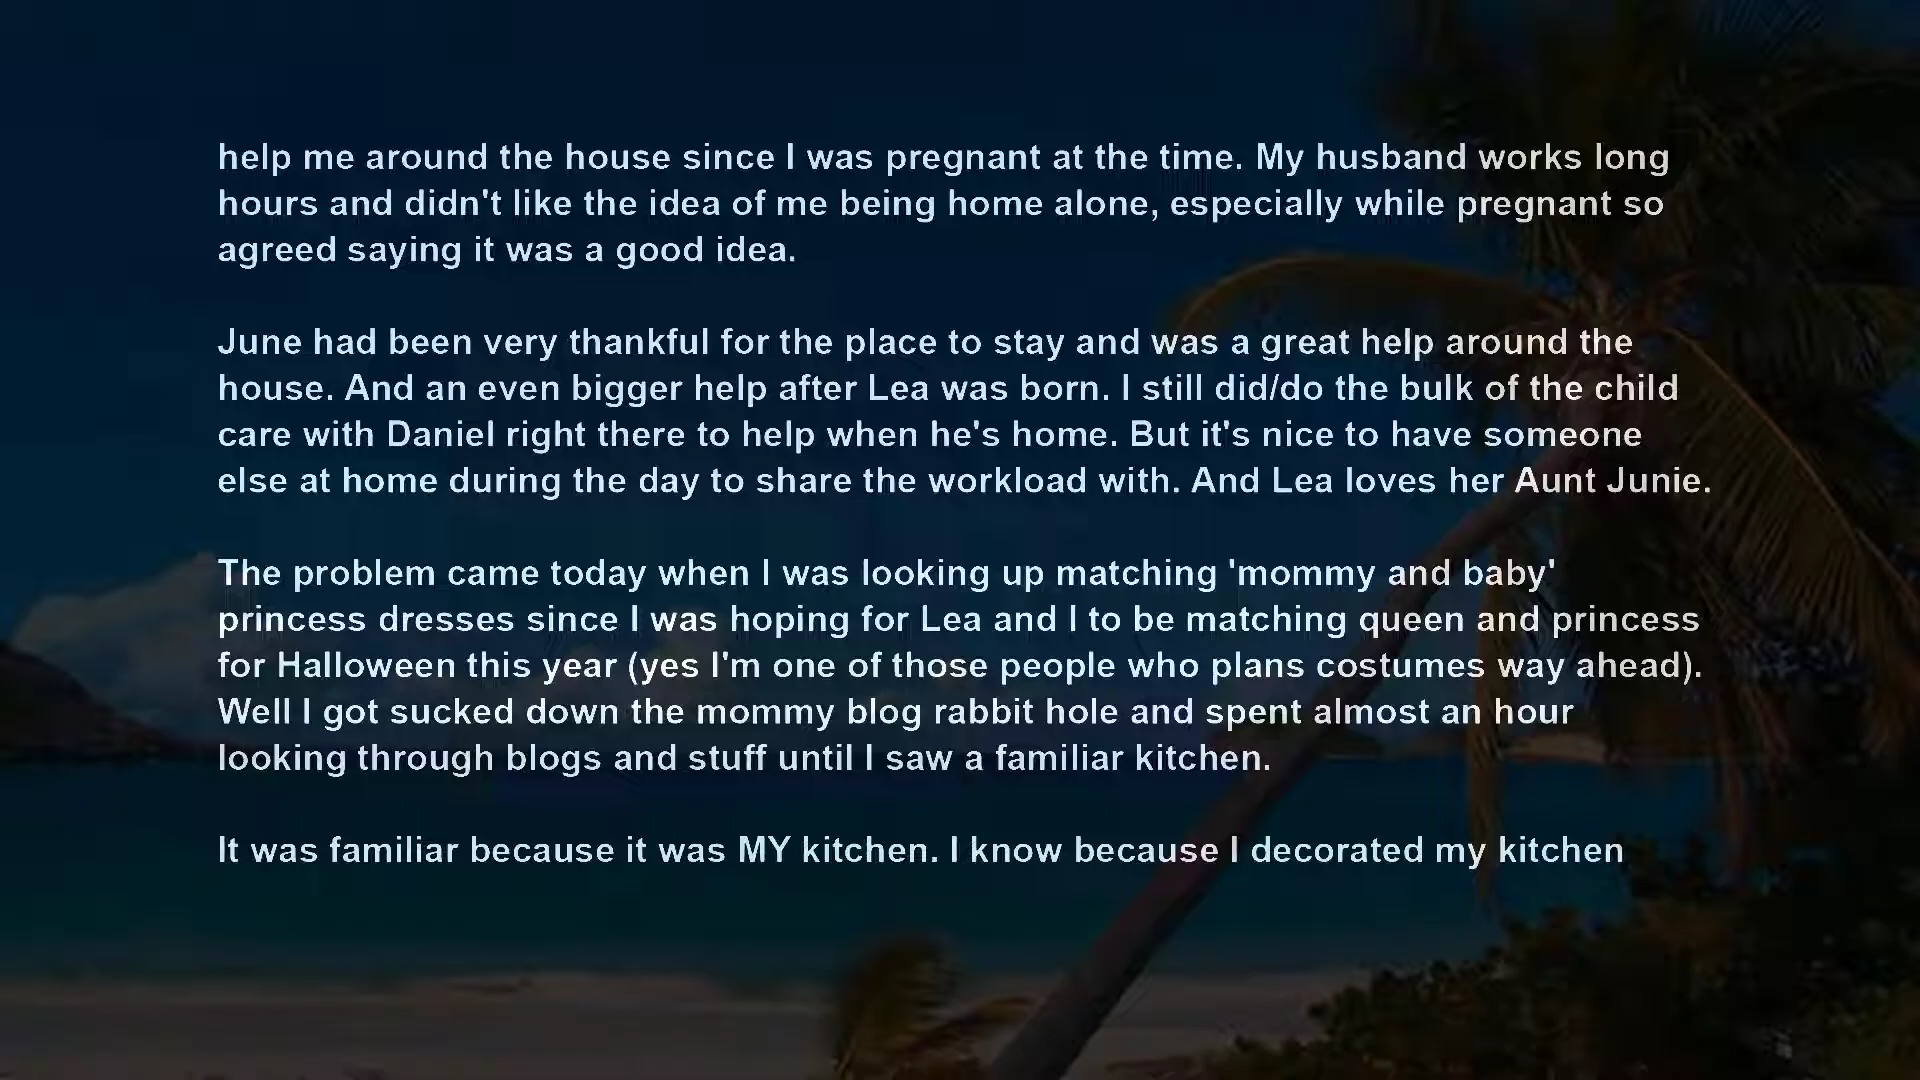 help me around the house since I was pregnant at the time. My husband works long
hours and didn't like the idea of me being home alone, especially while pregnant so
agreed saying it was a good idea.
June had been very thankful for the place to stay and was a great help around the
house. And an even bigger help after Lea was born. I still did/do the bulk of the child
care with Daniel right there to help when he's home. But it's nice to have someone
else at home during the day to share the workload with. And Lea loves her Aunt Junie.
The problem came today when I was looking up matching 'mommy and baby'
princess dresses since I was hoping for Lea and I to be matching queen and princess
for Halloween this year (yes I'm one of those people who plans costumes way ahead).
Well I got sucked down the mommy blog rabbit hole and spent almost an hour
looking through blogs and stuff until I saw a familiar kitchen.
It was familiar because it was MY kitchen. I know because I decorated my kitchen